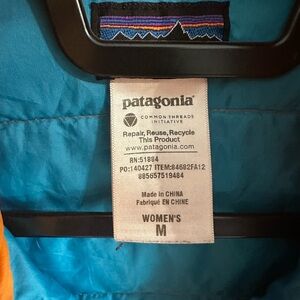 patagonia
COMMON THREADS
INITIATIVE
Repair, Reuse, Recycle
This Product
www.patagonia.com
RN:51884
PO:140427 ITEM:84682FA12
885657519484
Made in CHINA
Fabriqué EN CHINE
WOMEN'S
M